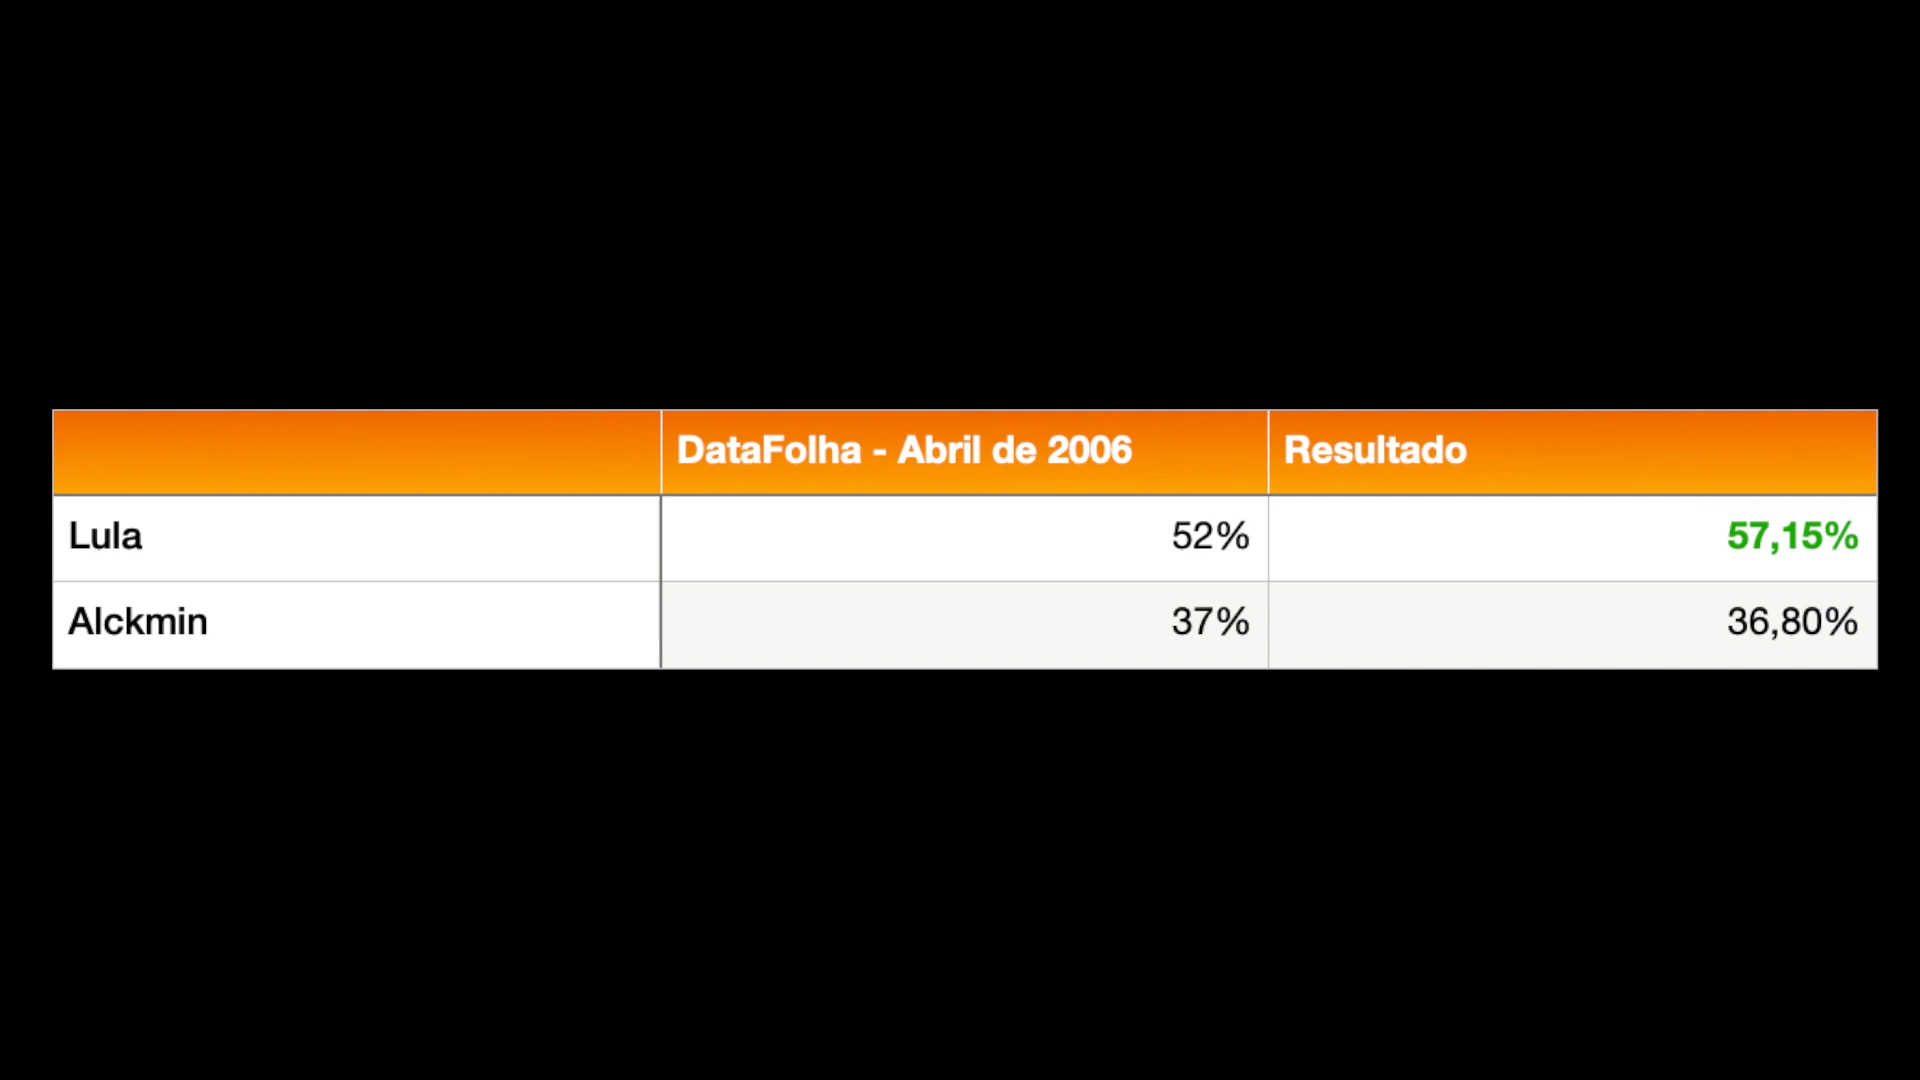 DataFolha - Abril de 2006 Resultado
Lula 52% 57,15%
Alckmin 37% 36,80%